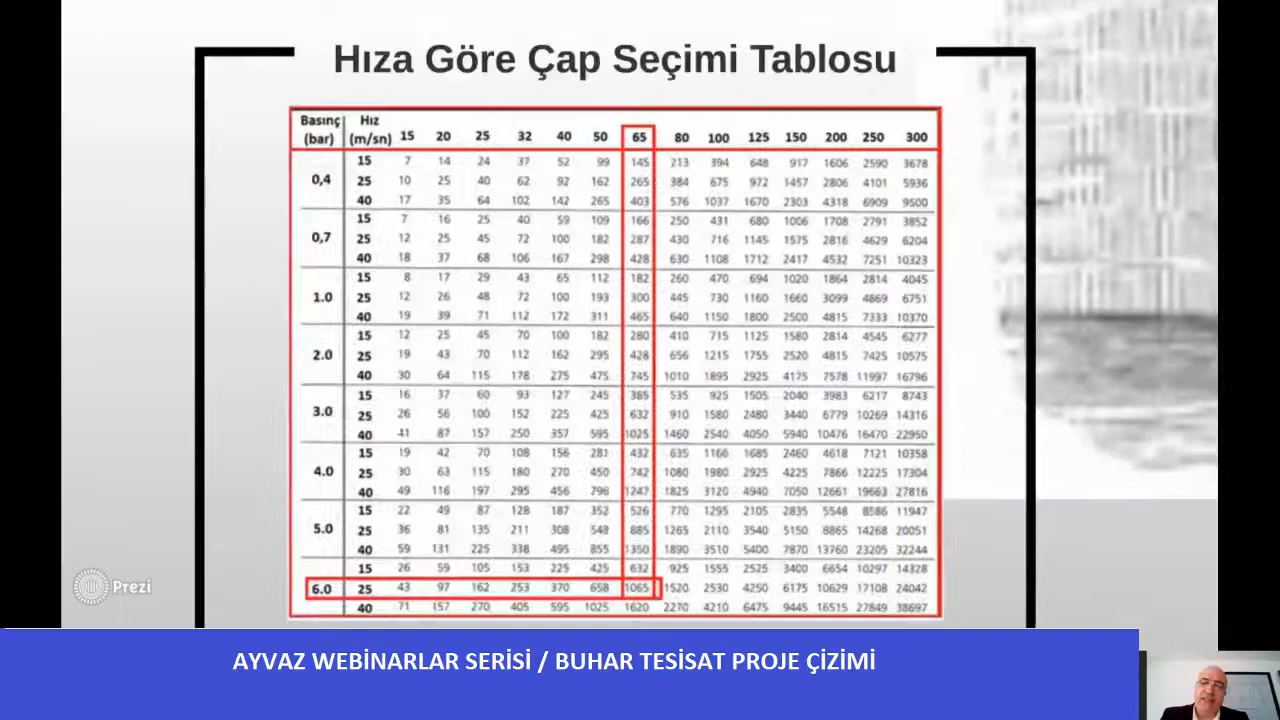 Hıza Göre Çap Seçimi Tablosu
Basınç Hız
(bar) (m/sn) 15 20 25 32 40 50 65 80 100 125 150 200 250 300
15 7 14 24 37 52 99 145 213 394 648 917 1606 2590 3678
0,4 25 10 25 40 62 92 162 265 384 675 972 1457 2806 4101 5936
40 17 35 64 102 142 265 403 576 1037 1670 2303 4318 6909 9500
15 7 16 25 40 59 109 166 250 431 680 1006 1708 2791 3852
0,7 25 12 25 45 72 100 182 287 430 716 1145 1575 2816 4629 6204
40 18 37 68 106 167 298 428 630 1108 1712 2417 4532 7251 10323
15 8 17 29 43 65 112 182 260 470 694 1020 1864 2814 4045
1.0 25 12 26 48 72 100 193 300 445 730 1160 1660 3099 4869 6751
40 19 39 71 112 172 311 465 640 1150 1800 2500 4815 7333 10370
15 12 25 45 70 100 182 280 410 715 1125 1580 2814 4545 6277
2.0 25 19 43 70 112 162 295 428 656 1215 1755 2520 4815 7425 10575
40 30 64 115 178 275 475 745 1010 1895 2925 4175 7578 11997 16796
15 16 37 60 93 127 245 385 535 925 1505 2040 3983 6217 8743
3.0 25 26 56 100 152 225 425 632 910 1580 2480 3440 6779 10269 14316
40 41 87 157 250 357 595 1025 1460 2540 4050 5940 10476 16470 22950
15 19 42 70 108 156 281 432 635 1166 1685 2460 4618 7121 10358
4.0 25 30 63 115 180 270 450 742 1080 1980 2925 4225 7866 12225 17304
40 49 116 197 295 456 796 1247 1825 3120 4940 7050 12661 19663 27816
15 22 49 87 128 187 352 526 770 1295 2105 2835 5548 8586 11947
5.0 25 36 81 135 211 308 548 885 1265 2110 3540 5150 8865 14268 20051
40 59 131 225 338 495 855 1350 1890 3510 5400 7870 13760 23205 32244
15 26 59 105 153 225 425 632 925 1555 2525 3400 6654 10297 14328
6.0 25 43 97 162 253 370 658 1065 1520 2530 4250 6175 10629 17108 24042
40 71 157 270 405 595 1025 1620 2270 4210 6475 9445 16515 27849 38697
Prezi
AYVAZ WEBİNARLAR SERİSİ / BUHAR TESİSAT PROJE ÇİZİMİ